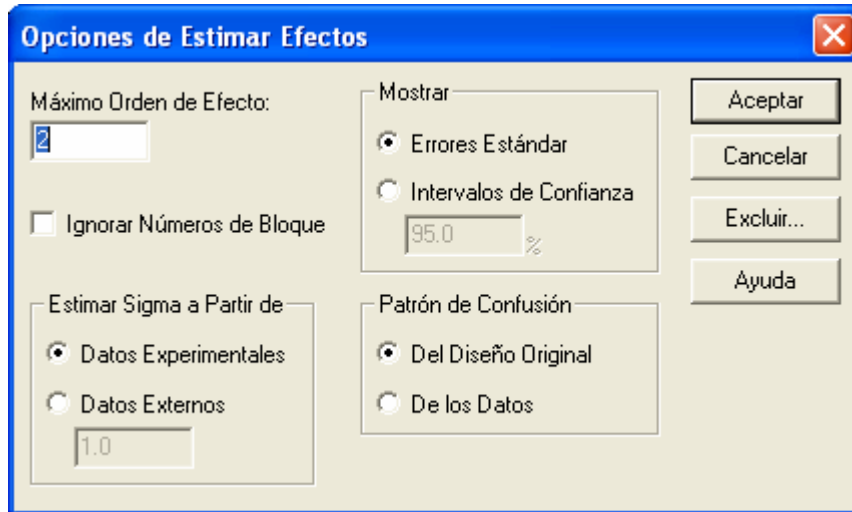 Opciones de Estimar Efectos
Máximo Orden de Efecto:
2
Ignorar Números de Bloque
Estimar Sigma a Partir de
Datos Experimentales
Datos Externos
1.0
Mostrar
Errores Estándar
Intervalos de Confianza
95.0 %
Patrón de Confusión
Del Diseño Original
De los Datos
Aceptar
Cancelar
Excluir...
Ayuda